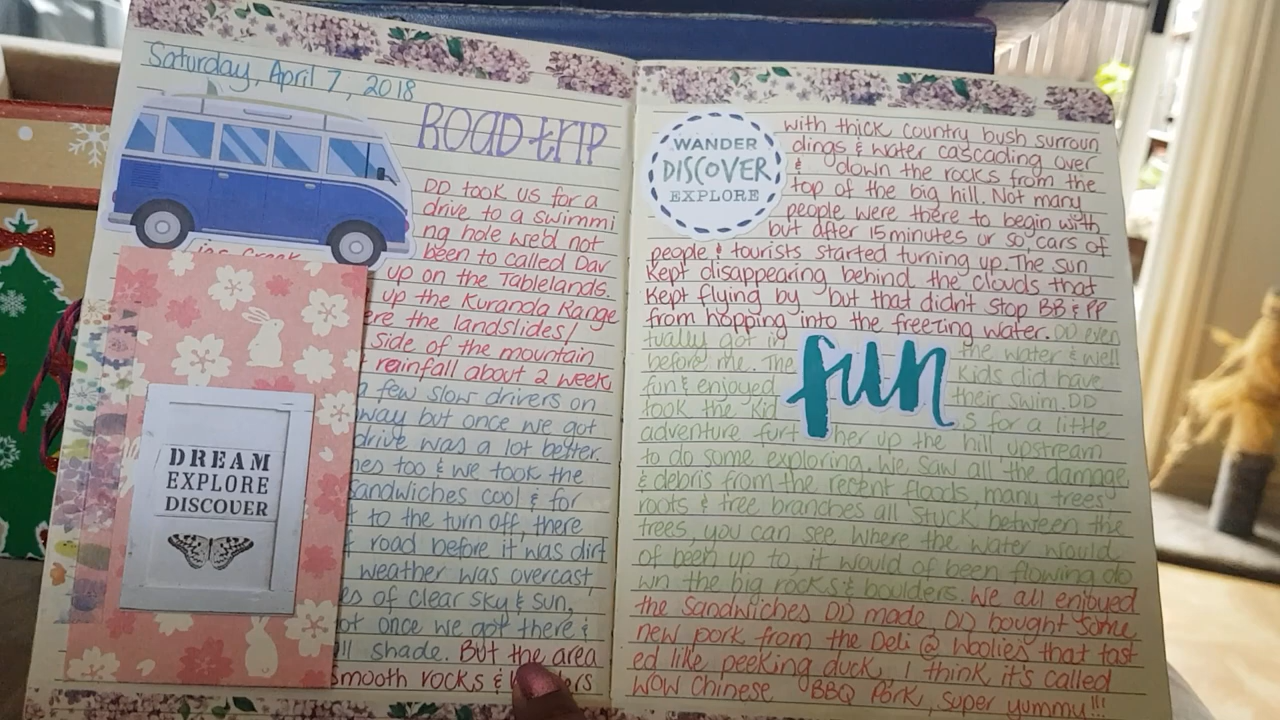 Saturday, April 7, 2018
ROAD trip
DD took us for a
drive to a swimmi
ng hole we'd not
been to called Dav
ies Creek
up on the Tablelands.
up the Kuranda Range
ere the landslides/
side of the mountain
rainfall about 2 week
a few slow drivers on
way but once we got
drive was a lot better.
nes too & we took the
sandwiches cool & for
t to the turn off, there
f road before it was dirt
weather was overcast,
es of clear sky & sun,
ot once we got there &
ll shade. But the area
smooth rocks &
DREAM
EXPLORE
DISCOVER
WANDER
DISCOVER
EXPLORE
with thick country bush surroun
dings & water cascading over
& down the rocks from the
top of the big hill. Not many
people were there to begin with
but after 15 minutes or so cars of
people & tourists started turning up. The sun
kept disappearing behind the clouds that
kept flying by but that didn't stop BB & PP
from hopping into the freezing water. DD even
tually got in the water & well
before me. The kids did have
fun & enjoyed their swim. DD
took the kid s for a little
fun
adventure furt her up the hill upstream
to do some exploring. We saw all the damage
& debris from the recent floods, many trees,
roots & tree branches all stuck between the
trees, you can see where the water would
of been up to, it would of been flowing do
wn the big rocks & boulders. We all enjoyed
the sandwiches DD made, DD bought some
new pork from the Deli @ Woolies that tast
ed like peeking duck, I think it's called
WOW Chinese BBQ Pork, super yummy!!!